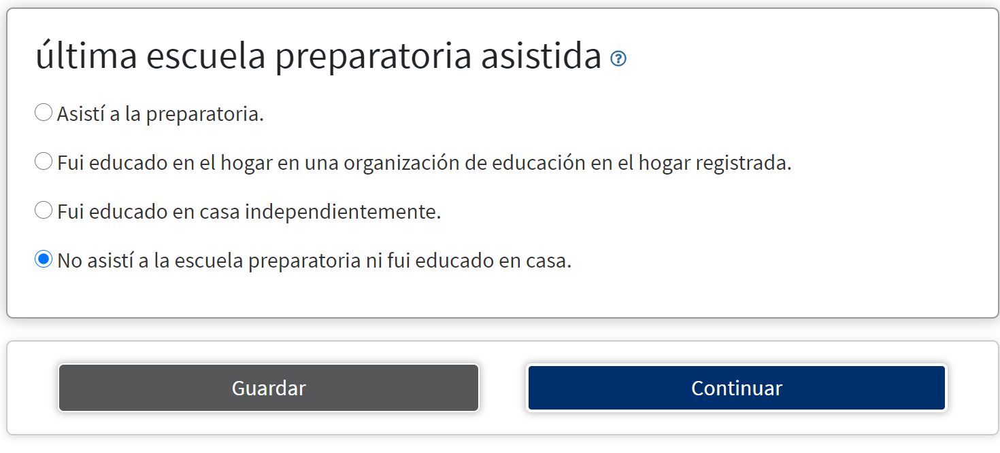 última escuela preparatoria asistida ?
Asistí a la preparatoria.
Fui educado en el hogar en una organización de educación en el hogar registrada.
Fui educado en casa independientemente.
No asistí a la escuela preparatoria ni fui educado en casa.
Guardar
Continuar